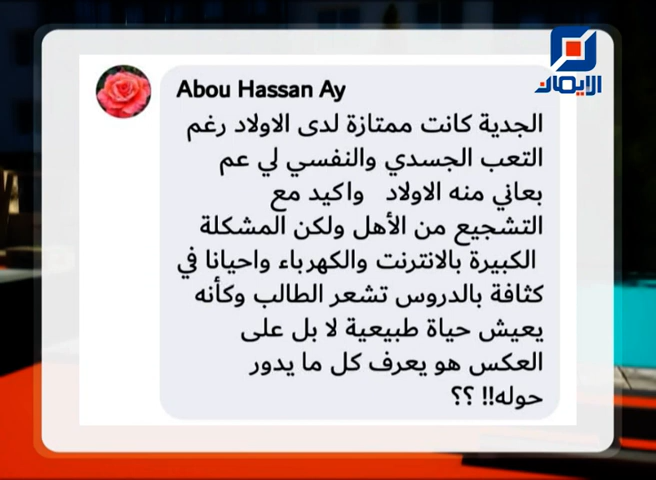 الايمان
Abou Hassan Ay
الجدية كانت ممتازة لدى الاولاد رغم
التعب الجسدي والنفسي لي عم
بعاني منه الاولاد واكيد مع
التشجيع من الأهل ولكن المشكلة
الكبيرة بالانترنت والكهرباء واحيانا في
كثافة بالدروس تشعر الطالب وكأنه
يعيش حياة طبيعية لا بل على
العكس هو يعرف كل ما يدور
حوله!! ؟؟